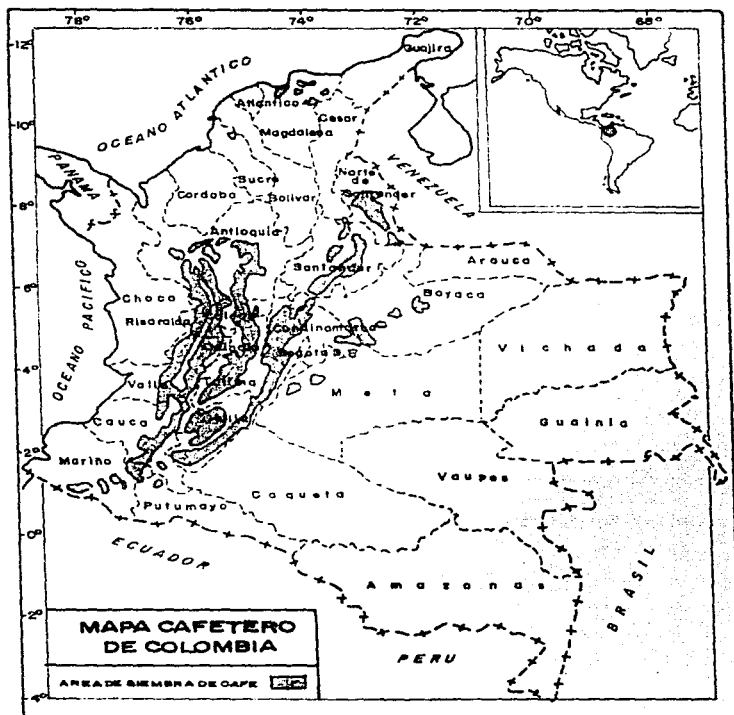 78°
76°
74°
72°
70°
68°
12°
10°
8°
6°
4°
2°
0°
2°
4°
OCEANO ATLANTICO
Guajira
Atlantico
Cesar
Magdalena
PANAMA
VENEZUELA
Norte
de
Santander
Sucre
Cordoba
Bolivar
Antioquia
Santander
Arauca
Boyaca
OCEANO PACIFICO
Choco
Risaralda
Cundinamarca
Bogota D.E
Vichada
Valle
Tolima
Meta
Guainia
Cauca
Huila
Mariño
Vaupes
Caqueta
Putumayo
ECUADOR
Amazonas
BRASIL
PERU
MAPA CAFETERO
DE COLOMBIA
AREA DE SIEMBRA DE CAFE